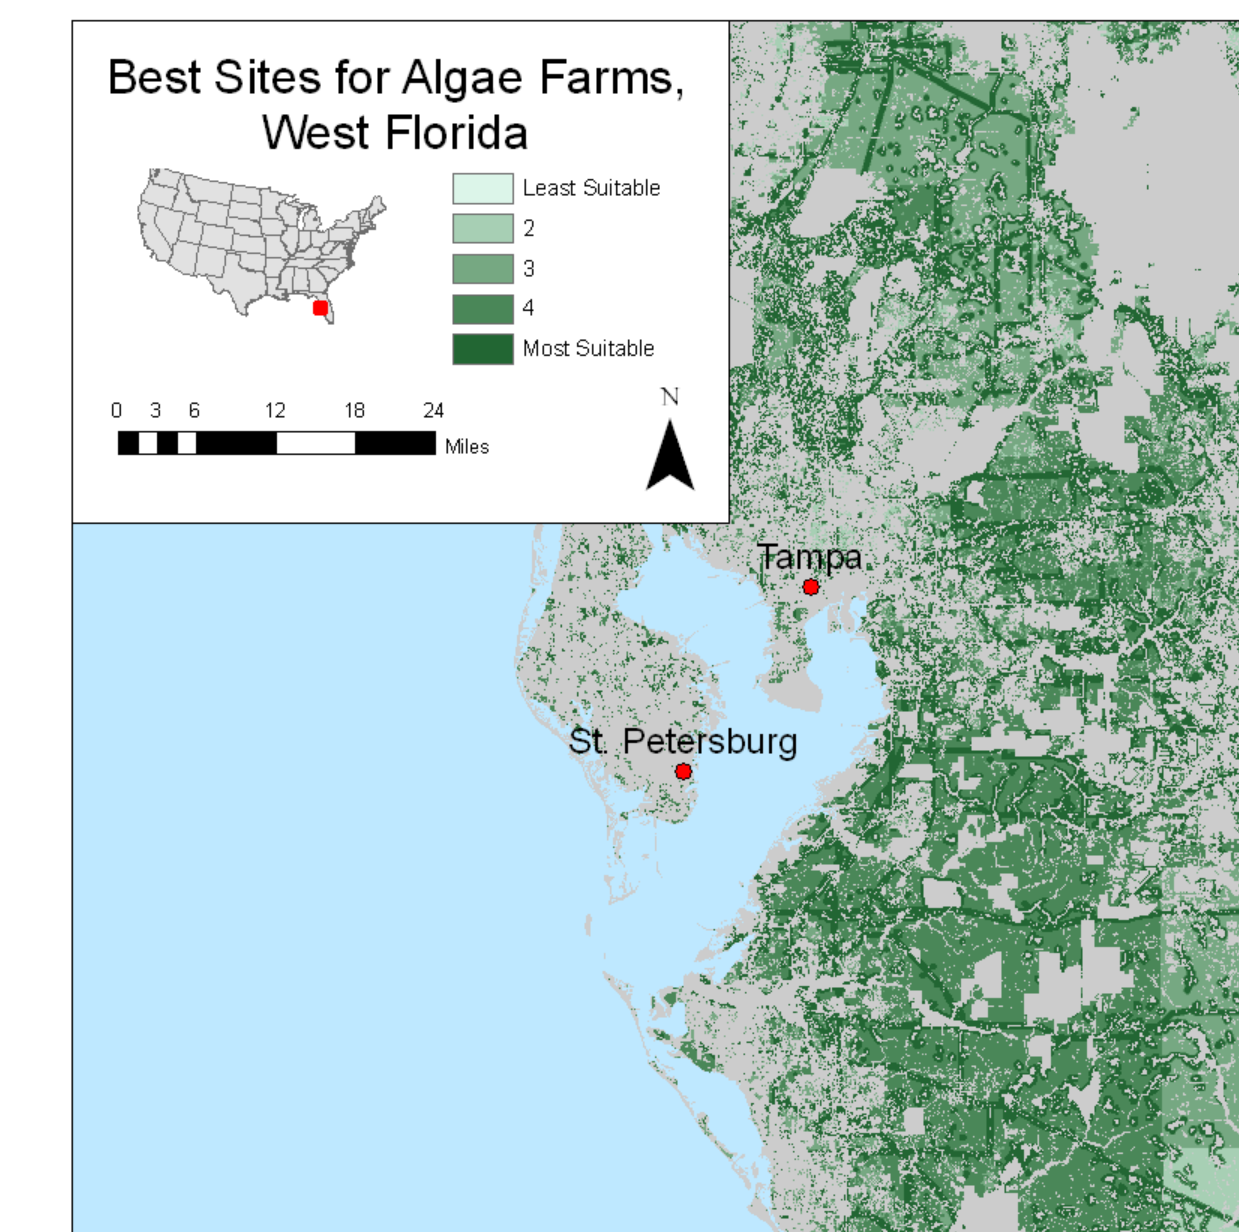 Best Sites for Algae Farms,
West Florida
Least Suitable
2
3
4
Most Suitable
0 3 6 12 18 24
Miles
N
Tampa
St. Petersburg